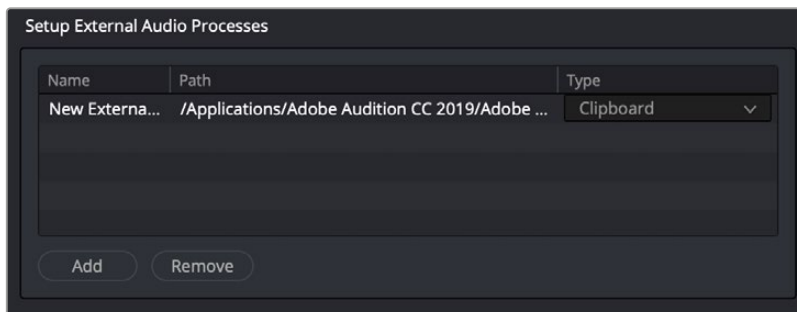 Setup External Audio Processes
Name Path Type
New Externa... /Applications/Adobe Audition CC 2019/Adobe ... Clipboard
Add Remove